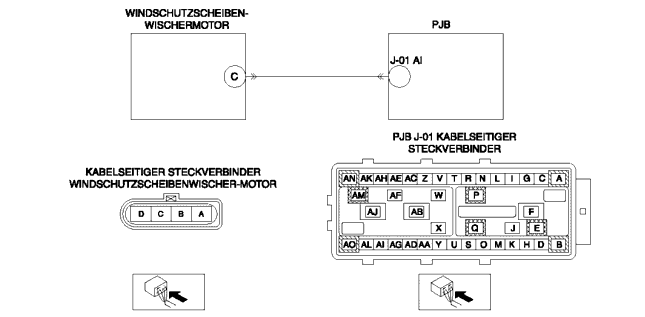 WINDSCHUTZSCHEIBEN-
WISCHERMOTOR
PJB
C
J-01 AI
KABELSEITIGER STECKVERBINDER
WINDSCHUTZSCHEIBENWISCHER-MOTOR
D C B A
PJB J-01 KABELSEITIGER
STECKVERBINDER
AN AK AH AE AC Z V T R N L I G C A
AM AF W P
AJ AB F
X Q J E
AO AL AI AG AD AA Y U S O M K H D B